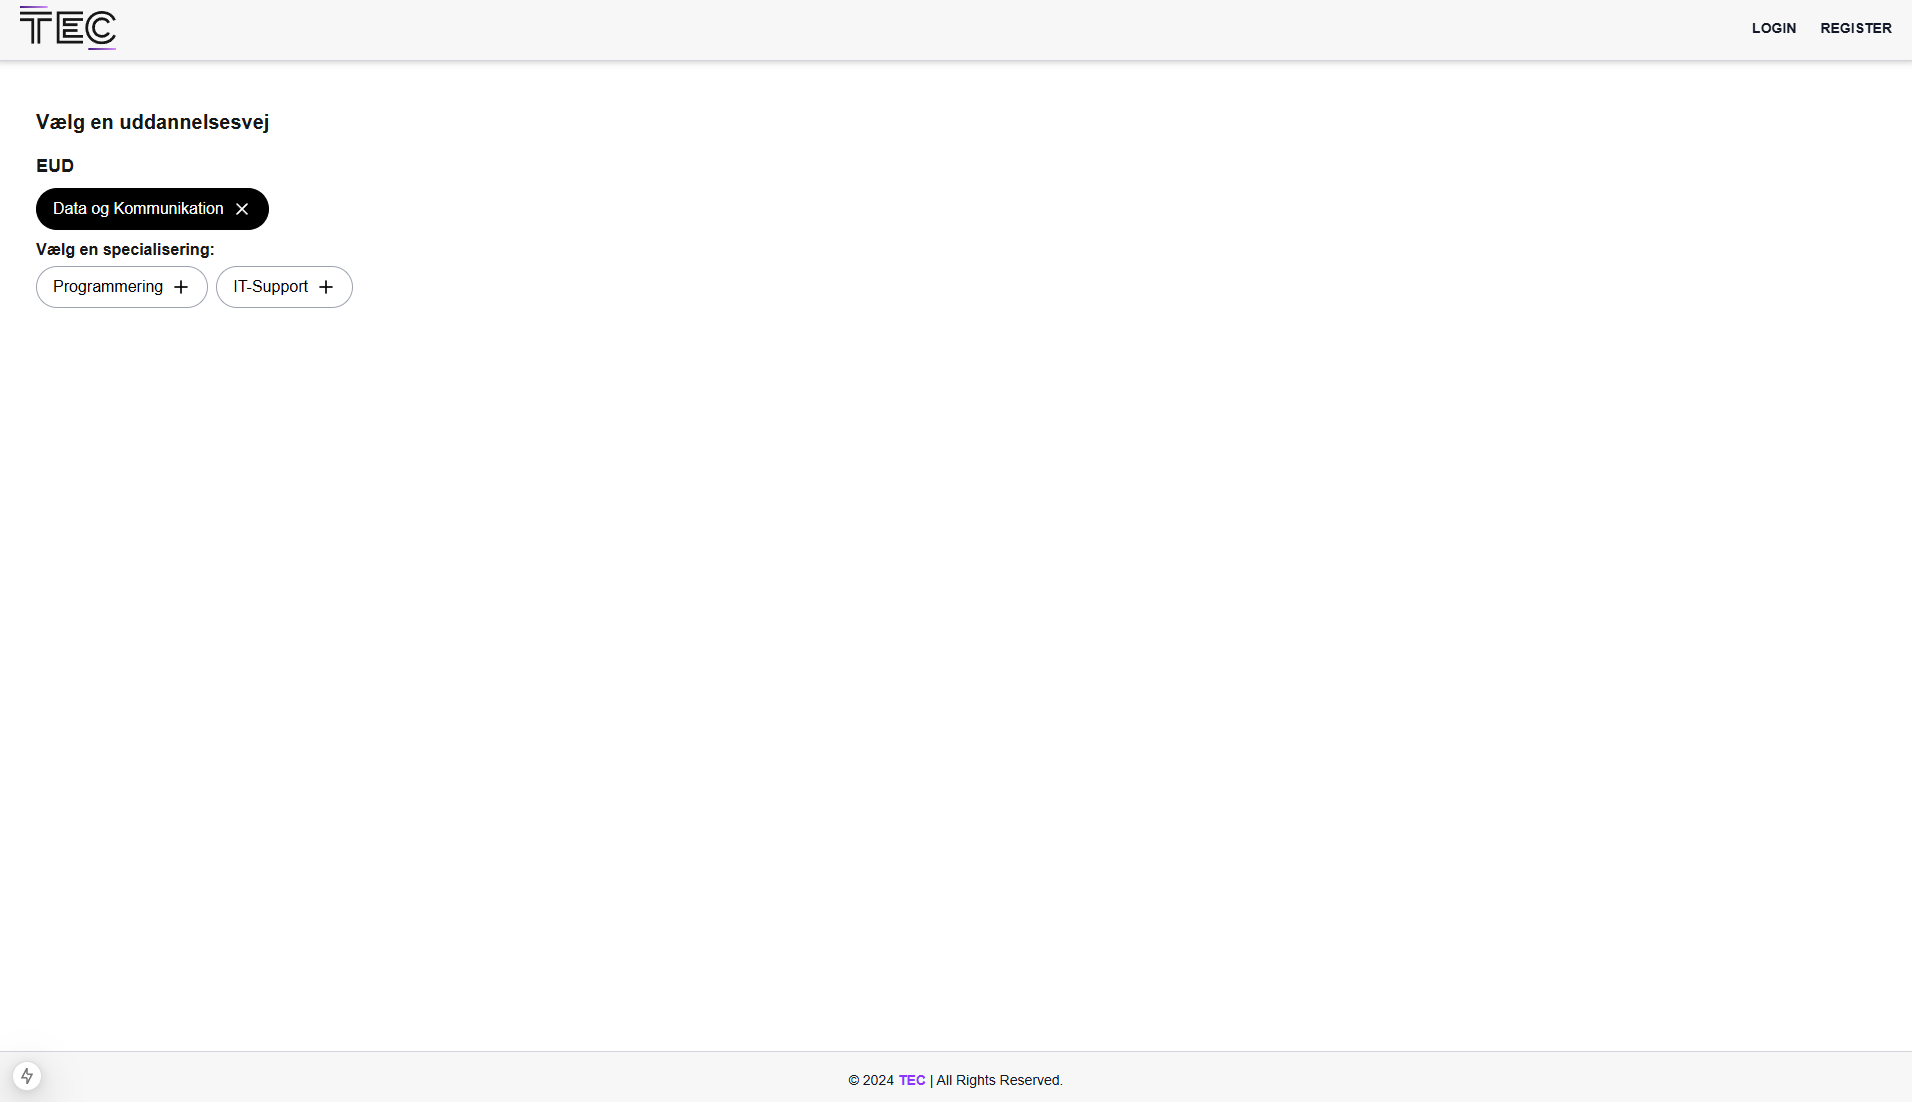 TEC
LOGIN REGISTER
Vælg en uddannelsesvej
EUD
Data og Kommunikation
Vælg en specialisering:
Programmering IT-Support
© 2024 TEC | All Rights Reserved.